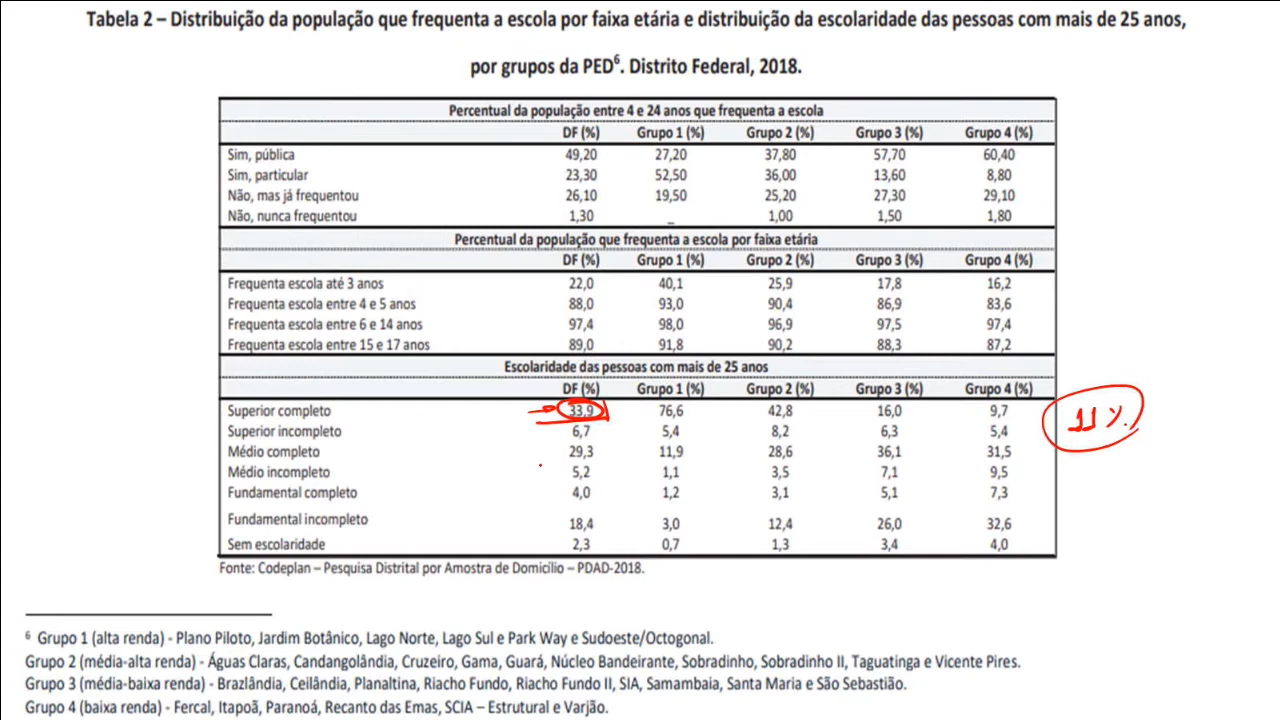 Tabela 2 – Distribuição da população que frequenta a escola por faixa etária e distribuição da escolaridade das pessoas com mais de 25 anos,
por grupos da PED⁶. Distrito Federal, 2018.
Percentual da população entre 4 e 24 anos que frequenta a escola
DF (%) Grupo 1 (%) Grupo 2 (%) Grupo 3 (%) Grupo 4 (%)
Sim, pública 49,20 27,20 37,80 57,70 60,40
Sim, particular 23,30 52,50 36,00 13,60 8,80
Não, mas já frequentou 26,10 19,50 25,20 27,30 29,10
Não, nunca frequentou 1,30 _ 1,00 1,50 1,80
Percentual da população que frequenta a escola por faixa etária
DF (%) Grupo 1 (%) Grupo 2 (%) Grupo 3 (%) Grupo 4 (%)
Frequenta escola até 3 anos 22,0 40,1 25,9 17,8 16,2
Frequenta escola entre 4 e 5 anos 88,0 93,0 90,4 86,9 83,6
Frequenta escola entre 6 e 14 anos 97,4 98,0 96,9 97,5 97,4
Frequenta escola entre 15 e 17 anos 89,0 91,8 90,2 88,3 87,2
Escolaridade das pessoas com mais de 25 anos
DF (%) Grupo 1 (%) Grupo 2 (%) Grupo 3 (%) Grupo 4 (%)
Superior completo 33,9 76,6 42,8 16,0 9,7 11 %
Superior incompleto 6,7 5,4 8,2 6,3 5,4
Médio completo 29,3 11,9 28,6 36,1 31,5
Médio incompleto 5,2 1,1 3,5 7,1 9,5
Fundamental completo 4,0 1,2 3,1 5,1 7,3
Fundamental incompleto 18,4 3,0 12,4 26,0 32,6
Sem escolaridade 2,3 0,7 1,3 3,4 4,0
Fonte: Codeplan – Pesquisa Distrital por Amostra de Domicílio – PDAD-2018.
⁶ Grupo 1 (alta renda) - Plano Piloto, Jardim Botânico, Lago Norte, Lago Sul e Park Way e Sudoeste/Octogonal.
Grupo 2 (média-alta renda) - Águas Claras, Candangolândia, Cruzeiro, Gama, Guará, Núcleo Bandeirante, Sobradinho, Sobradinho II, Taguatinga e Vicente Pires.
Grupo 3 (média-baixa renda) - Brazlândia, Ceilândia, Planaltina, Riacho Fundo, Riacho Fundo II, SIA, Samambaia, Santa Maria e São Sebastião.
Grupo 4 (baixa renda) - Fercal, Itapoã, Paranoá, Recanto das Emas, SCIA – Estrutural e Varjão.